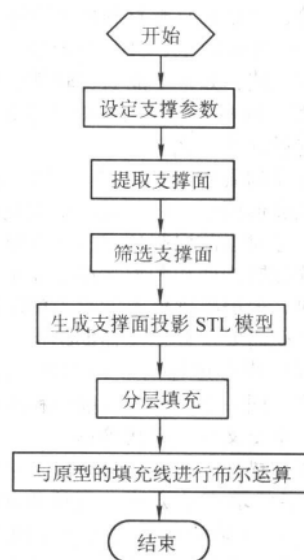 开始
设定支撑参数
提取支撑面
筛选支撑面
生成支撑面投影 STL 模型
分层填充
与原型的填充线进行布尔运算
结束